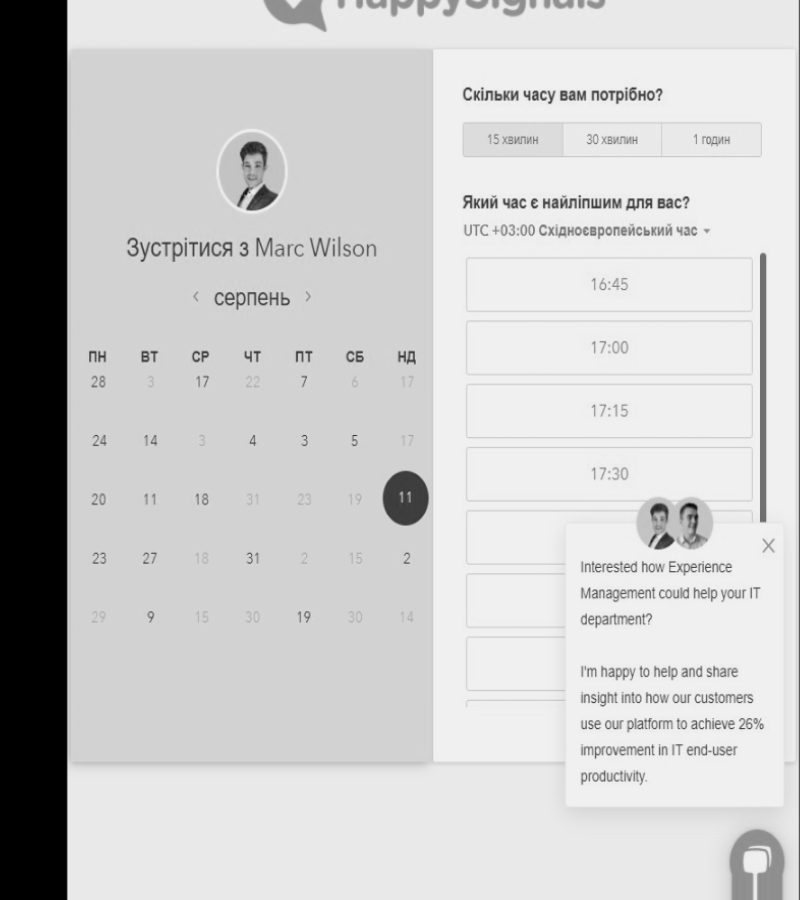 HappySignals
Зустрітися з Marc Wilson
серпень
ПН ВТ СР ЧТ ПТ СБ НД
28 3 17 22 7 6 17
24 14 3 4 3 5 17
20 11 18 31 23 19 11
23 27 18 31 2 15 2
29 9 15 30 19 30 14
Скільки часу вам потрібно?
15 хвилин 30 хвилин 1 годин
Який час є найліпшим для вас?
UTC +03:00 Східноєвропейський час
16:45
17:00
17:15
17:30
Interested how Experience
Management could help your IT
department?
I'm happy to help and share
insight into how our customers
use our platform to achieve 26%
improvement in IT end-user
productivity.